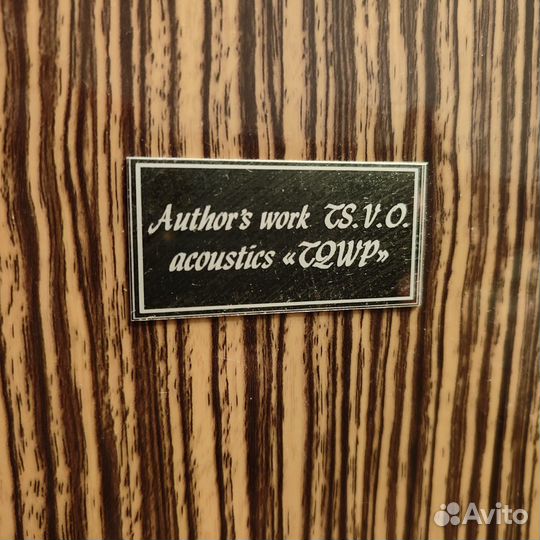 Author's work TS.V.O.
acoustics «TQWP»
Avito